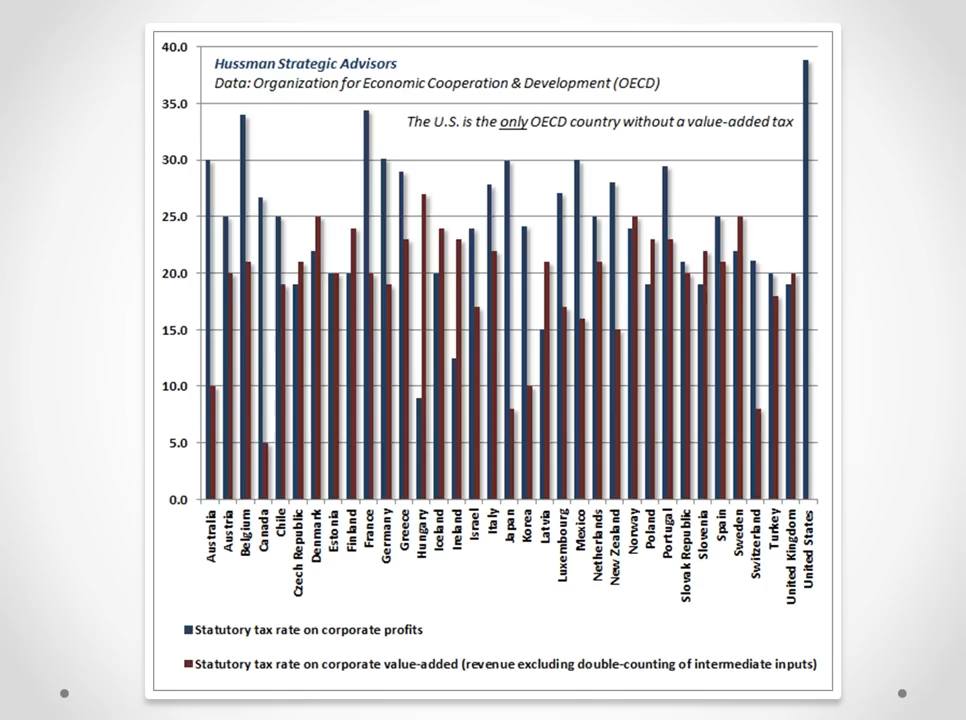 40.0
Hussman Strategic Advisors
Data: Organization for Economic Cooperation & Development (OECD)
35.0
The U.S. is the only OECD country without a value-added tax
30.0
25.0
20.0
15.0
10.0
5.0
0.0
Australia
Austria
Belgium
Canada
Chile
Czech Republic
Denmark
Estonia
Finland
France
Germany
Greece
Hungary
Iceland
Ireland
Israel
Italy
Japan
Korea
Latvia
Luxembourg
Mexico
Netherlands
New Zealand
Norway
Poland
Portugal
Slovak Republic
Slovenia
Spain
Sweden
Switzerland
Turkey
United Kingdom
United States
Statutory tax rate on corporate profits
Statutory tax rate on corporate value-added (revenue excluding double-counting of intermediate inputs)